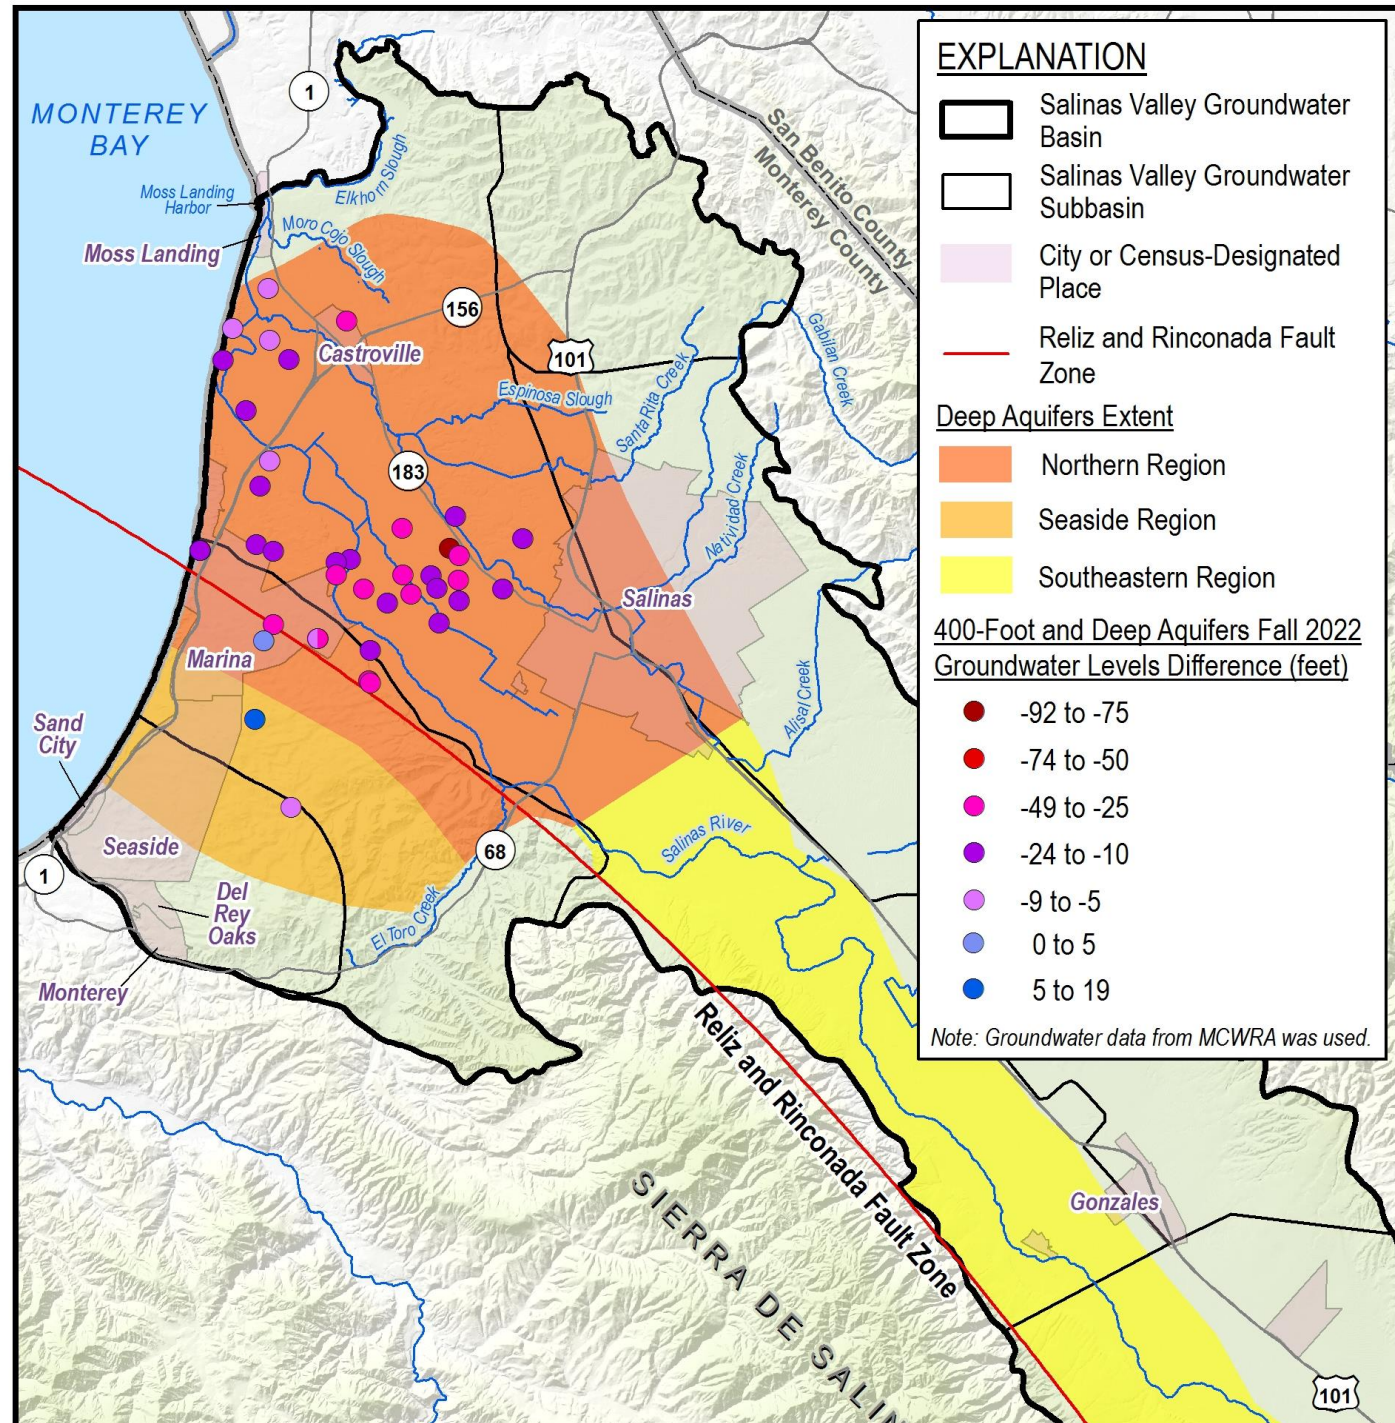 MONTEREY
BAY
1
Elkhorn Slough
Moss Landing
Harbor
Moro Cojo Slough
Moss Landing
156
Castroville
101
San Benito County
Monterey County
Gabilan Creek
Espinosa Slough
Santa Rita Creek
183
Natividad Creek
Salinas
Marina
Alisal Creek
Sand
City
Seaside
68
Salinas River
1
Del
Rey
Oaks
El Toro Creek
Monterey
Reliz and Rinconada Fault Zone
SIERRA DE SALIN
Gonzales
101
EXPLANATION
Salinas Valley Groundwater
Basin
Salinas Valley Groundwater
Subbasin
City or Census-Designated
Place
Reliz and Rinconada Fault
Zone
Deep Aquifers Extent
Northern Region
Seaside Region
Southeastern Region
400-Foot and Deep Aquifers Fall 2022
Groundwater Levels Difference (feet)
-92 to -75
-74 to -50
-49 to -25
-24 to -10
-9 to -5
0 to 5
5 to 19
Note: Groundwater data from MCWRA was used.